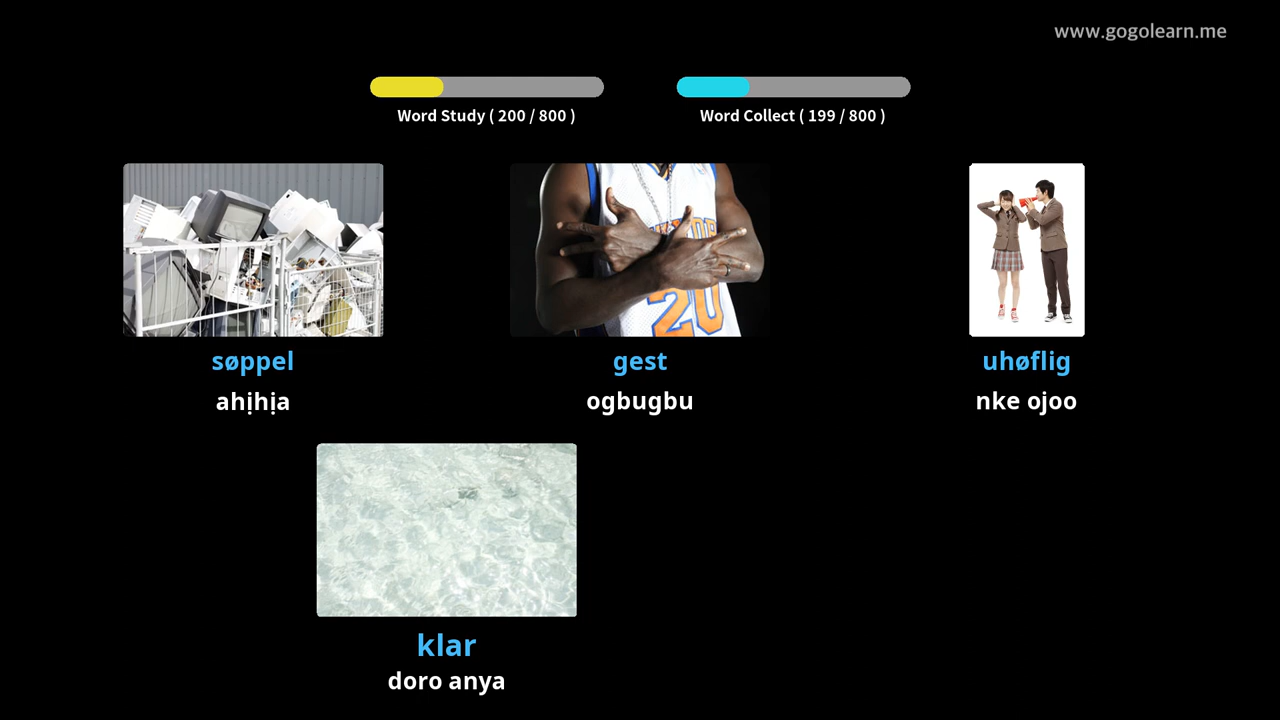 www.gogolearn.me
Word Study ( 200 / 800 )
Word Collect ( 199 / 800 )
søppel
gest
uhøflig
ahịhịa
ogbugbu
nke ojoo
20
klar
doro anya